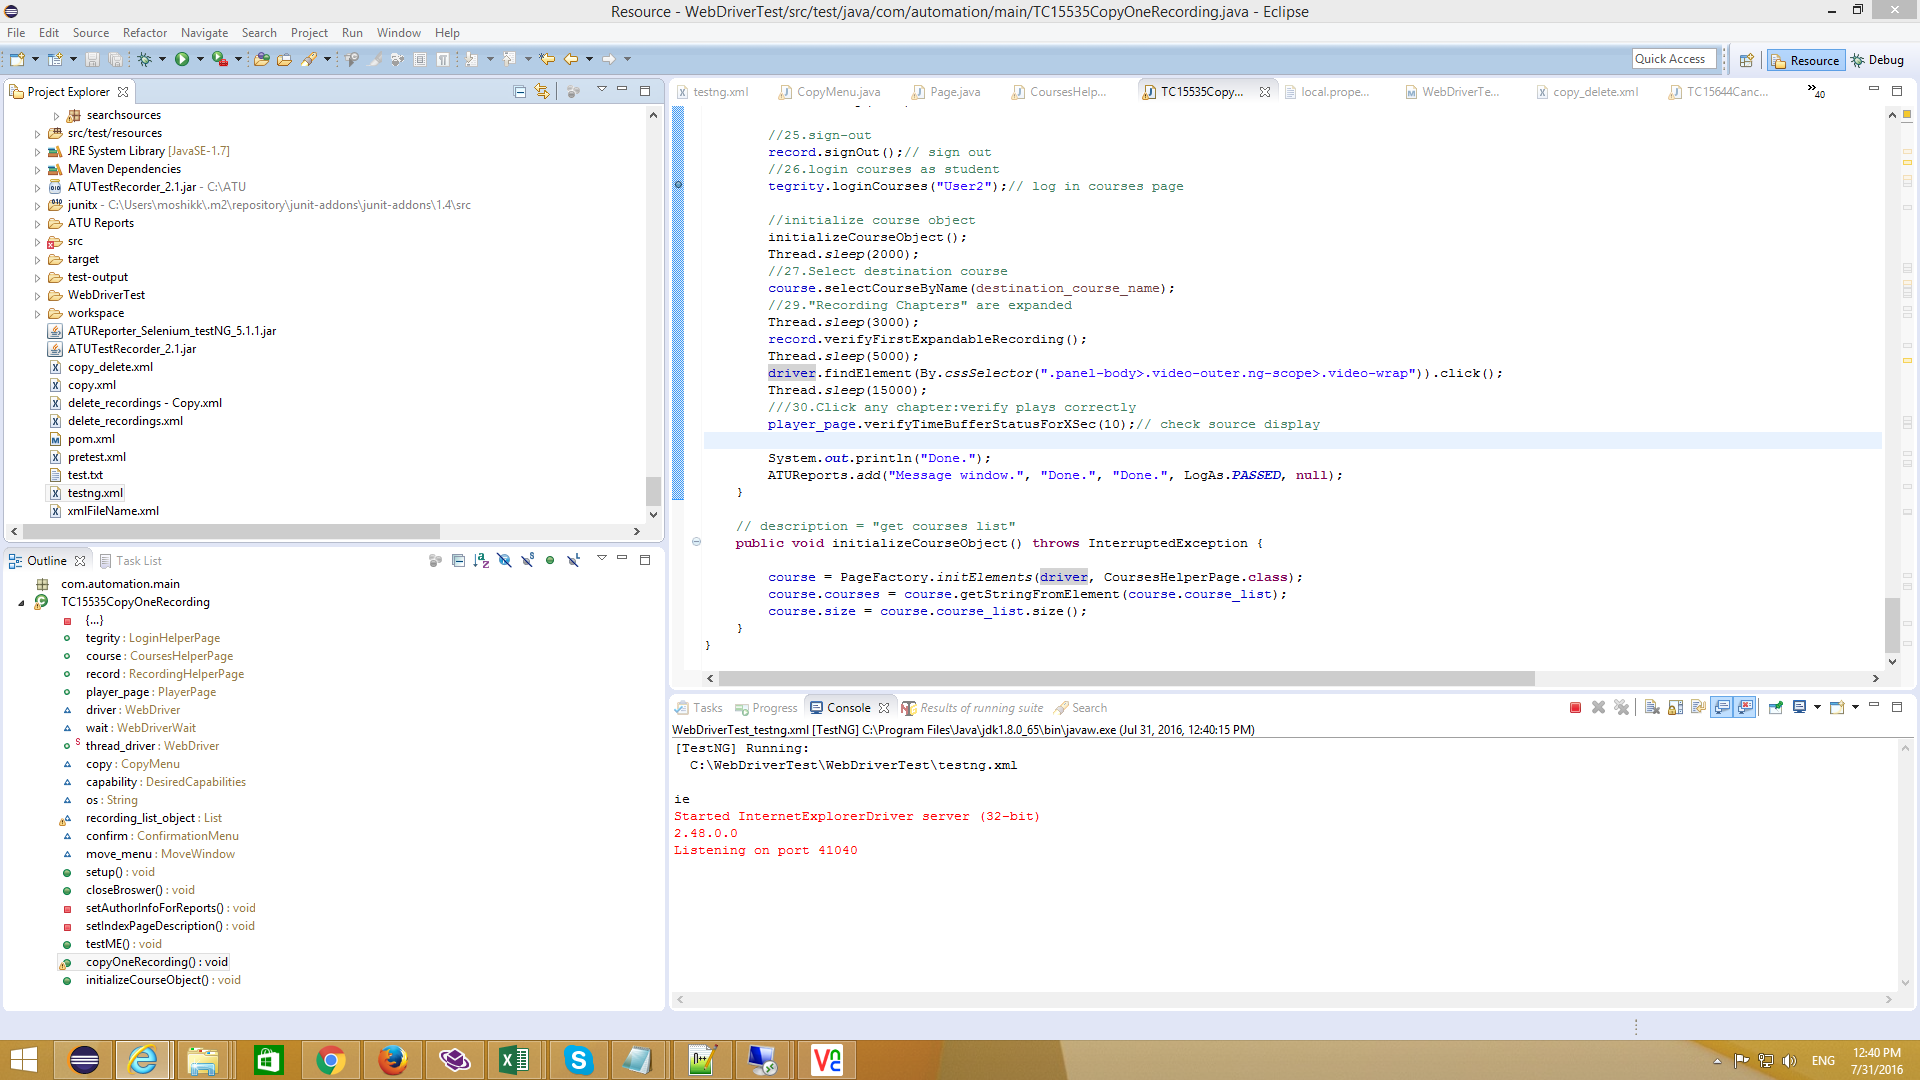 Resource - WebDriverTest/src/test/java/com/automation/main/TC15535CopyOneRecording.java - Eclipse
File Edit Source Refactor Navigate Search Project Run Window Help
Quick Access
Resource
Debug
Project Explorer
searchsources
src/test/resources
JRE System Library [JavaSE-1.7]
Maven Dependencies
ATUTestRecorder_2.1.jar - C:\ATU
junitx - C:\Users\moshikk\.m2\repository\junit-addons\junit-addons\1.4\src
ATU Reports
src
target
test-output
WebDriverTest
workspace
ATUReporter_Selenium_testNG_5.1.1.jar
ATUTestRecorder_2.1.jar
copy_delete.xml
copy.xml
delete_recordings - Copy.xml
delete_recordings.xml
pom.xml
pretest.xml
test.txt
testng.xml
xmlFileName.xml
Outline
Task List
com.automation.main
TC15535CopyOneRecording
{...}
tegrity : LoginHelperPage
course : CoursesHelperPage
record : RecordingHelperPage
player_page : PlayerPage
driver : WebDriver
wait : WebDriverWait
thread_driver : WebDriver
copy : CopyMenu
capability : DesiredCapabilities
os : String
recording_list_object : List
confirm : ConfirmationMenu
move_menu : MoveWindow
setup() : void
closeBroswer() : void
setAuthorInfoForReports() : void
setIndexPageDescription() : void
testME() : void
copyOneRecording() : void
initializeCourseObject() : void
testng.xml CopyMenu.java Page.java CoursesHelp... TC15535Copy... local.prope... WebDriverTe... copy_delete.xml TC15644Canc... »40
//25.sign-out
record.signOut();// sign out
//26.login courses as student
tegrity.loginCourses("User2");// log in courses page
//initialize course object
initializeCourseObject();
Thread.sleep(2000);
//27.Select destination course
course.selectCourseByName(destination_course_name);
//29."Recording Chapters" are expanded
Thread.sleep(3000);
record.verifyFirstExpandableRecording();
Thread.sleep(5000);
driver.findElement(By.cssSelector(".panel-body>.video-outer.ng-scope>.video-wrap")).click();
Thread.sleep(15000);
///30.Click any chapter:verify plays correctly
player_page.verifyTimeBufferStatusForXSec(10);// check source display
System.out.println("Done.");
ATUReports.add("Message window.", "Done.", "Done.", LogAs.PASSED, null);
}
// description = "get courses list"
public void initializeCourseObject() throws InterruptedException {
course = PageFactory.initElements(driver, CoursesHelperPage.class);
course.courses = course.getStringFromElement(course.course_list);
course.size = course.course_list.size();
}
}
Tasks Progress Console Results of running suite Search
WebDriverTest_testng.xml [TestNG] C:\Program Files\Java\jdk1.8.0_65\bin\javaw.exe (Jul 31, 2016, 12:40:15 PM)
[TestNG] Running:
C:\WebDriverTest\WebDriverTest\testng.xml
ie
Started InternetExplorerDriver server (32-bit)
2.48.0.0
Listening on port 41040
ENG
12:40 PM
7/31/2016